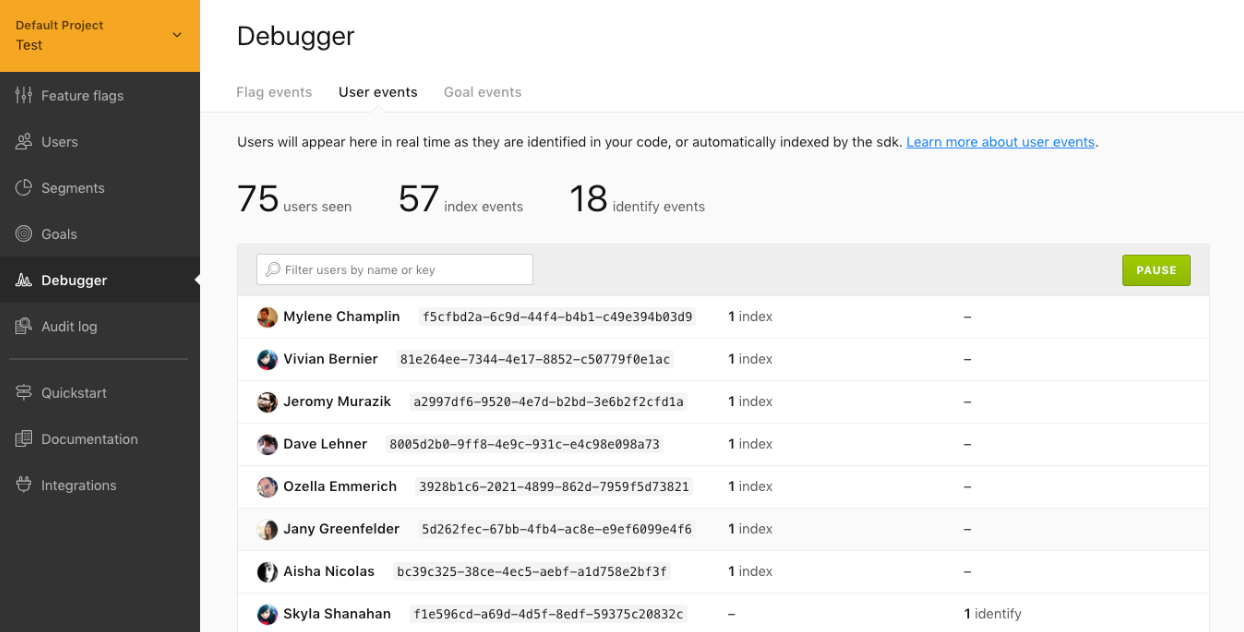 Default Project
Test
Feature flags
Users
Segments
Goals
Debugger
Audit log
Quickstart
Documentation
Integrations
Debugger
Flag events User events Goal events
Users will appear here in real time as they are identified in your code, or automatically indexed by the sdk. Learn more about user events.
75 users seen 57 index events 18 identify events
Filter users by name or key PAUSE
Mylene Champlin f5cfbd2a-6c9d-44f4-b4b1-c49e394b03d9 1 index –
Vivian Bernier 81e264ee-7344-4e17-8852-c50779f0e1ac 1 index –
Jeromy Murazik a2997df6-9520-4e7d-b2bd-3e6b2f2cfd1a 1 index –
Dave Lehner 8005d2b0-9ff8-4e9c-931c-e4c98e098a73 1 index –
Ozella Emmerich 3928b1c6-2021-4899-862d-7959f5d73821 1 index –
Jany Greenfelder 5d262fec-67bb-4fb4-ac8e-e9ef6099e4f6 1 index –
Aisha Nicolas bc39c325-38ce-4ec5-aebf-a1d758e2bf3f 1 index –
Skyla Shanahan f1e596cd-a69d-4d5f-8edf-59375c20832c – 1 identify